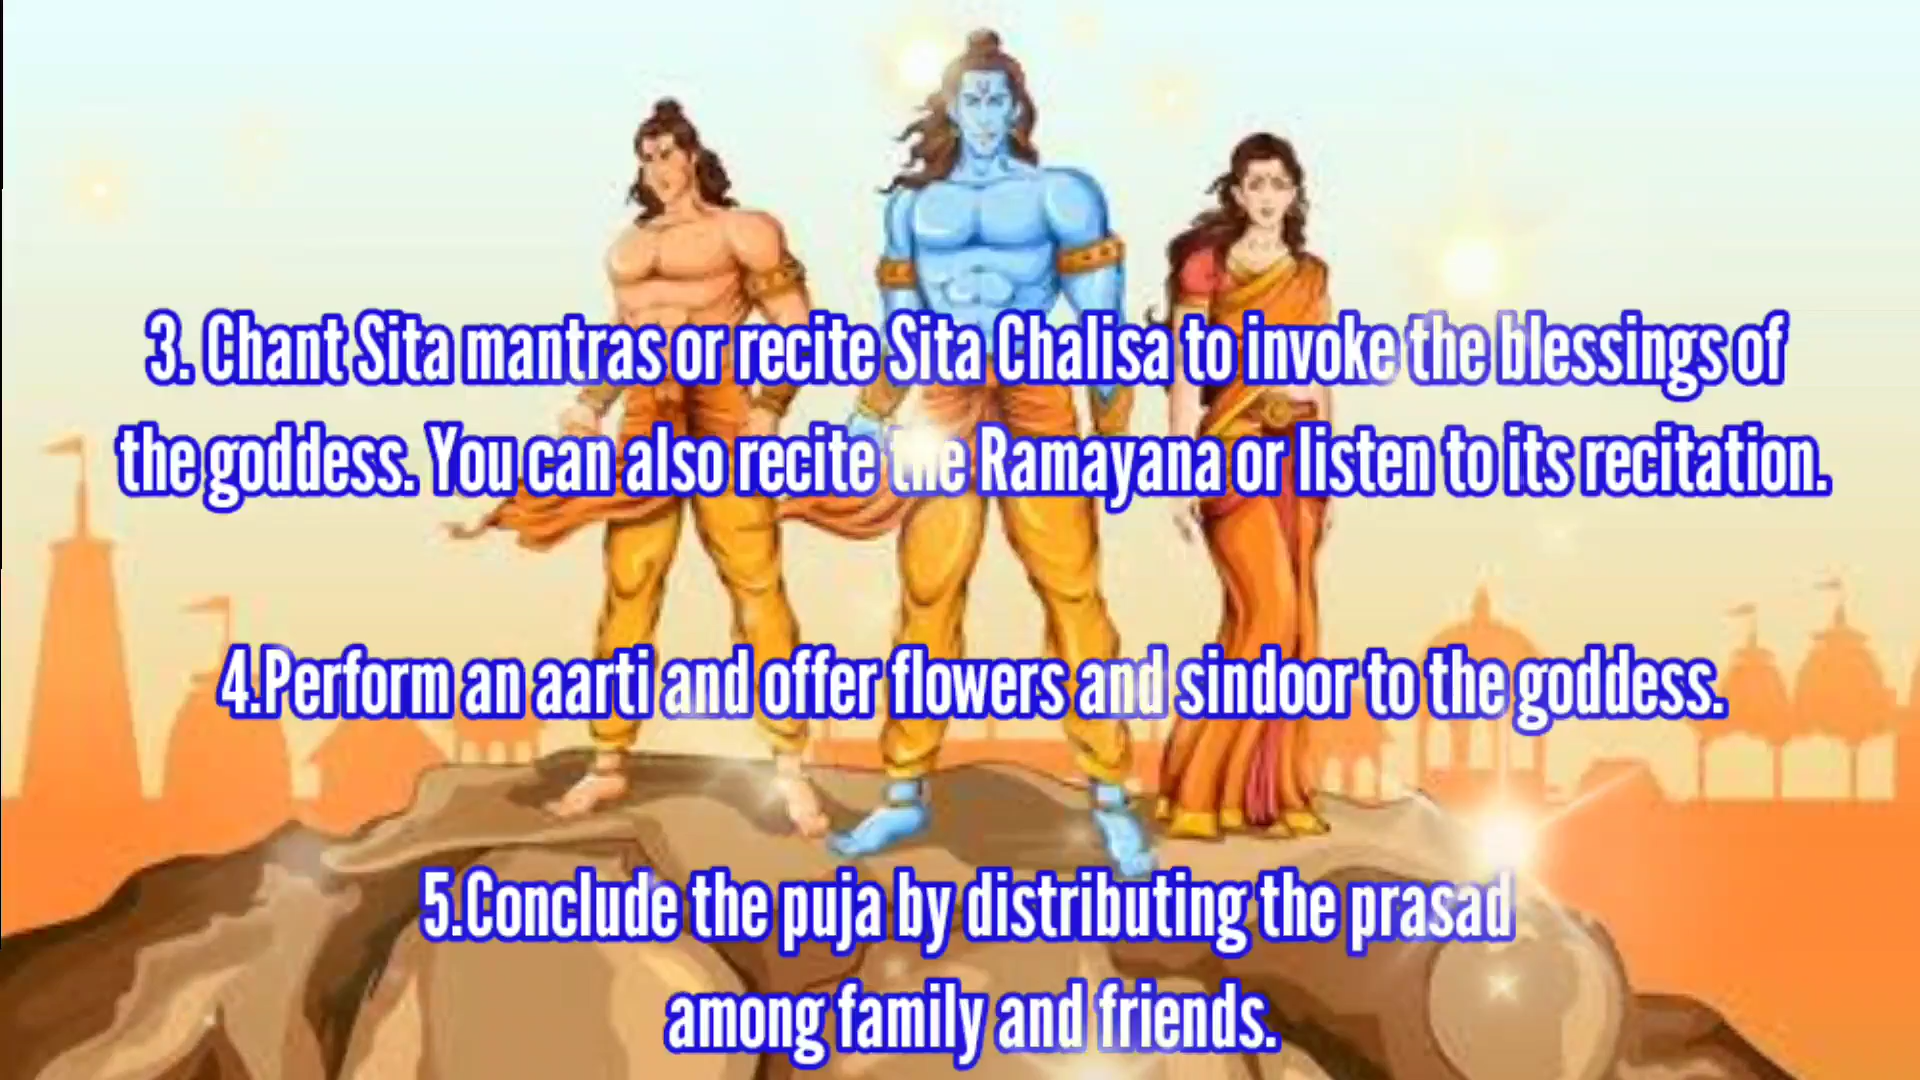 3. Chant Sita mantras or recite Sita Chalisa to invoke the blessings of
the goddess. You can also recite the Ramayana or listen to its recitation.
4.Perform an aarti and offer flowers and sindoor to the goddess.
5.Conclude the puja by distributing the prasad
among family and friends.